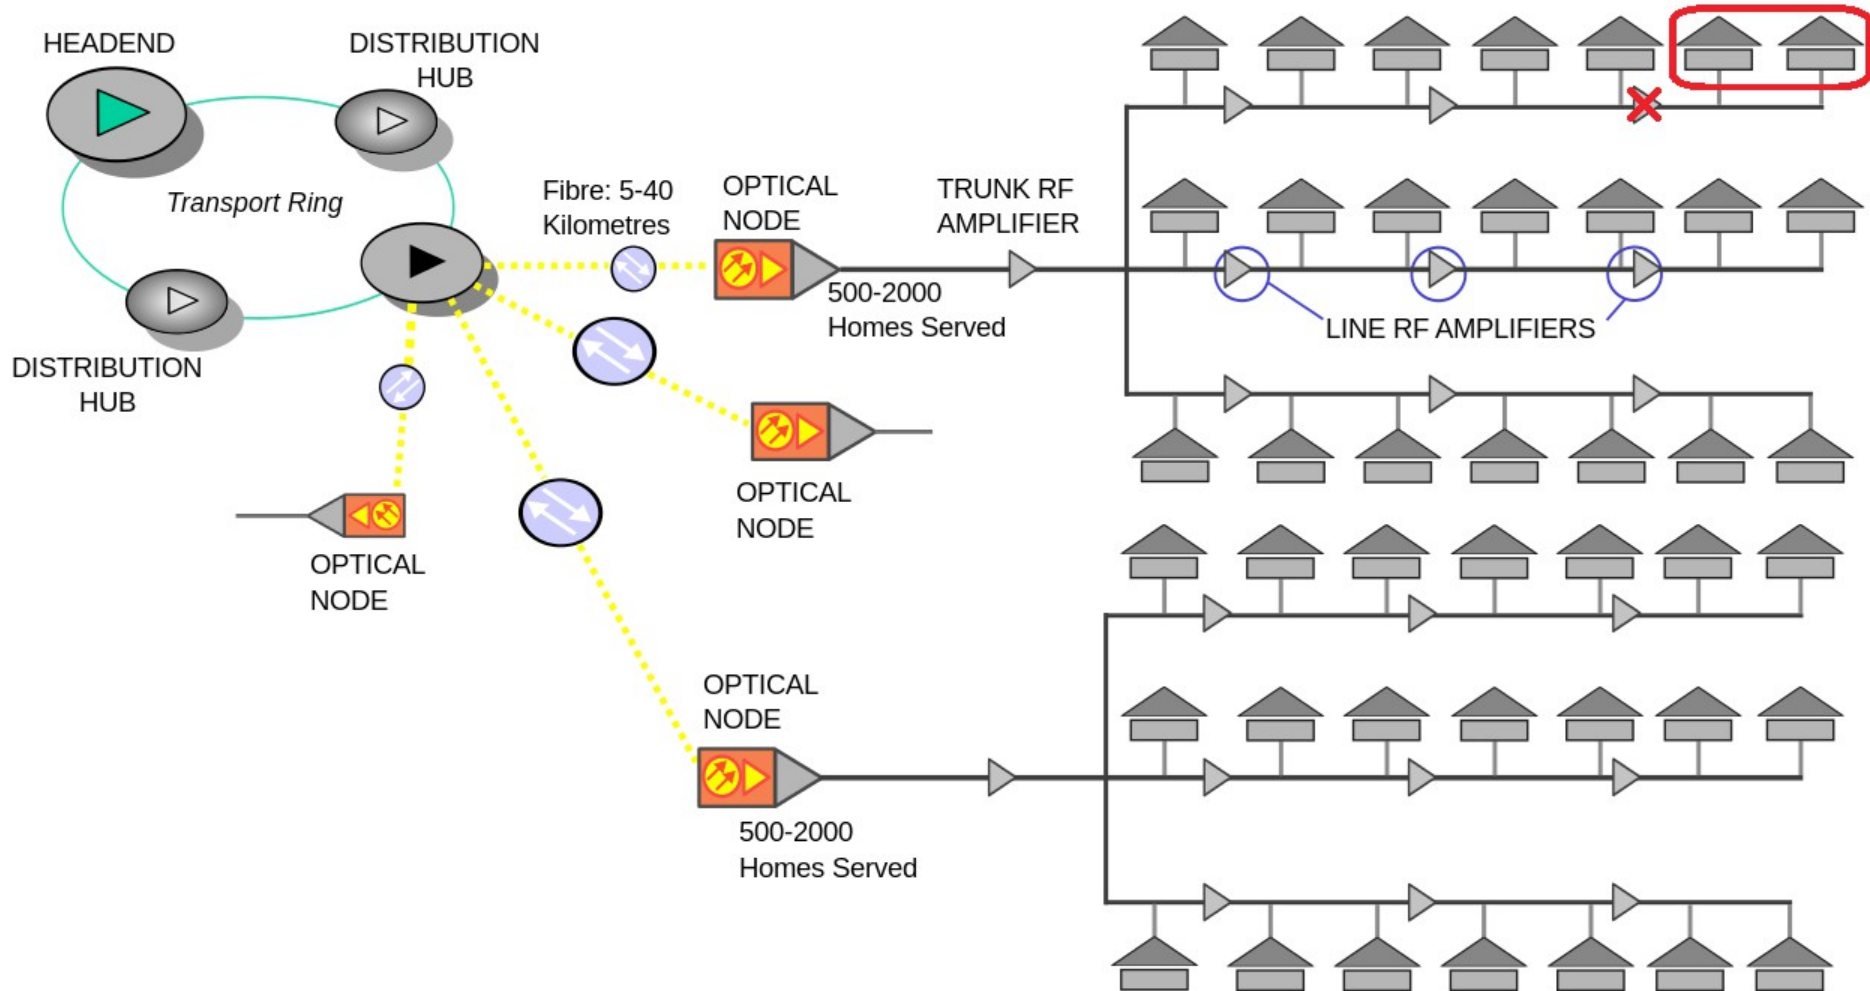 HEADEND
DISTRIBUTION
HUB
Transport Ring
DISTRIBUTION
HUB
Fibre: 5-40
Kilometres
OPTICAL
NODE
TRUNK RF
AMPLIFIER
500-2000
Homes Served
LINE RF AMPLIFIERS
OPTICAL
NODE
OPTICAL
NODE
OPTICAL
NODE
500-2000
Homes Served